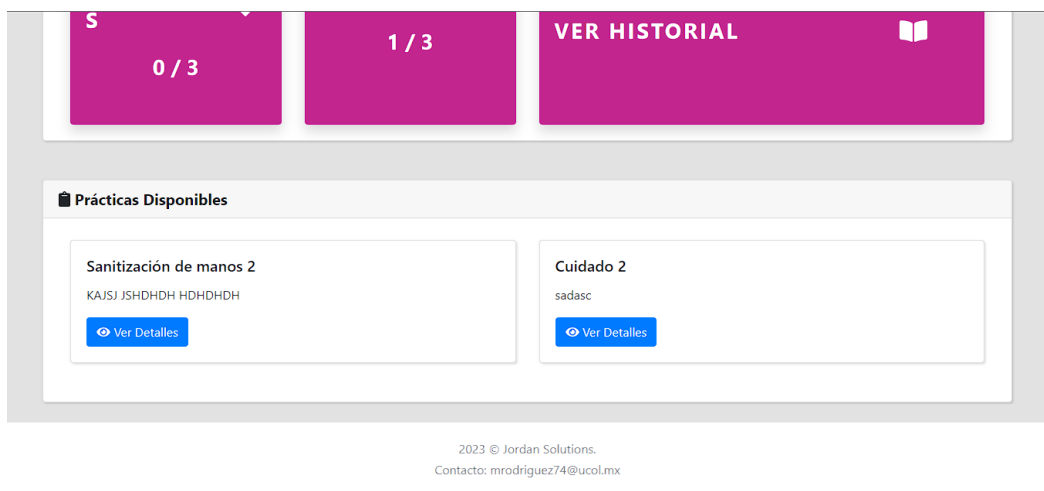 S
0 / 3
1 / 3
VER HISTORIAL
Prácticas Disponibles
Sanitización de manos 2
KAJSJ JSHDHDH HDHDHDH
Ver Detalles
Cuidado 2
sadasc
Ver Detalles
2023 © Jordan Solutions.
Contacto: mrodriguez74@ucol.mx